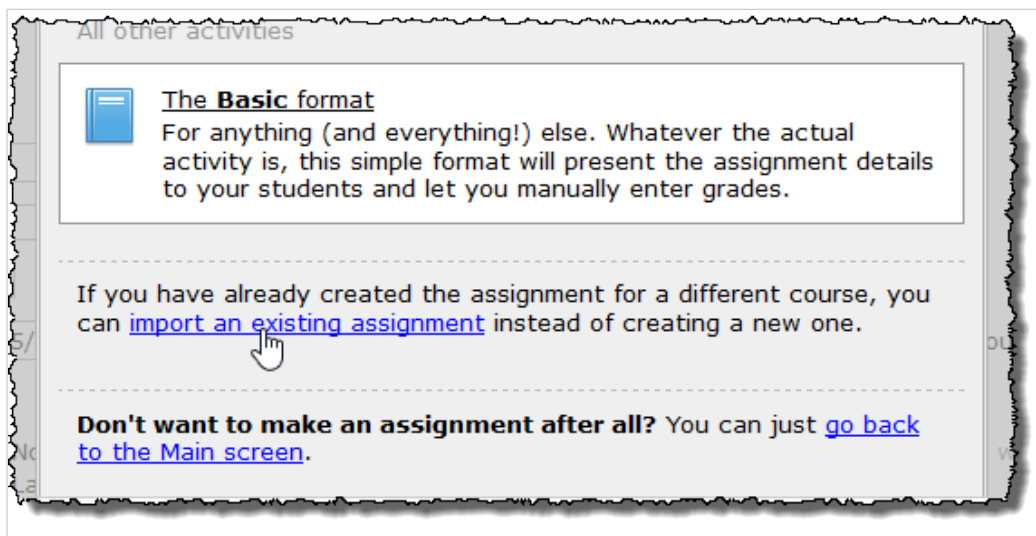 All other activities
The Basic format
For anything (and everything!) else. Whatever the actual
activity is, this simple format will present the assignment details
to your students and let you manually enter grades.
If you have already created the assignment for a different course, you
can import an existing assignment instead of creating a new one.
Don't want to make an assignment after all? You can just go back
to the Main screen.